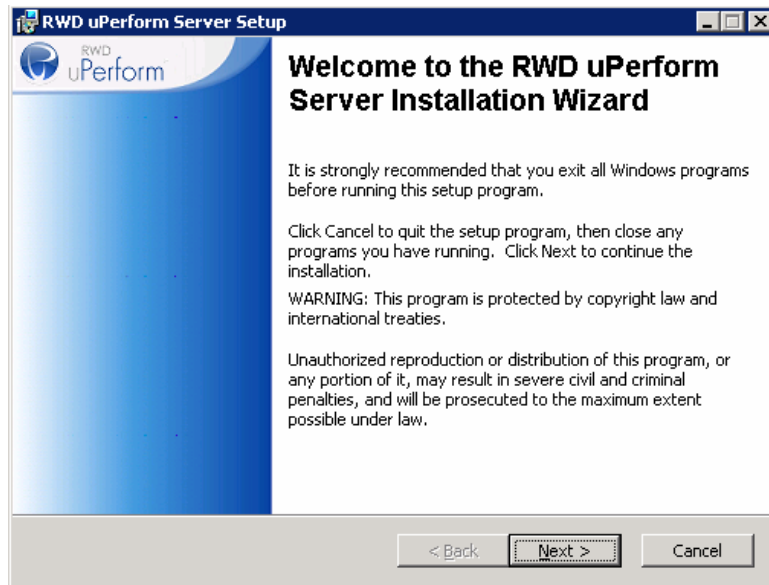 RWD uPerform Server Setup
RWD
uPerform
Welcome to the RWD uPerform
Server Installation Wizard
It is strongly recommended that you exit all Windows programs
before running this setup program.
Click Cancel to quit the setup program, then close any
programs you have running.  Click Next to continue the
installation.
WARNING: This program is protected by copyright law and
international treaties.
Unauthorized reproduction or distribution of this program, or
any portion of it, may result in severe civil and criminal
penalties, and will be prosecuted to the maximum extent
possible under law.
< Back
Next >
Cancel